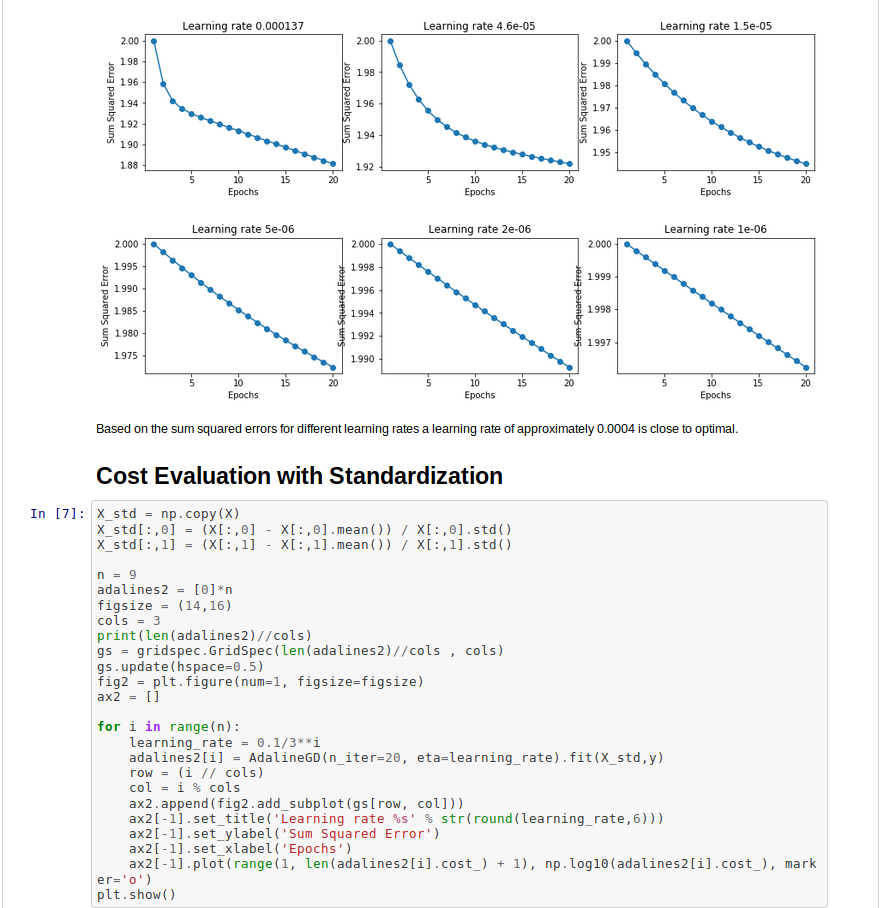 Learning rate 0.000137 Learning rate 4.6e-05 Learning rate 1.5e-05
2.00 2.00 2.00
1.98 1.98 1.99
1.96 1.96 1.98
1.94 1.94 1.97
1.92 1.92 1.96
1.90 1.95
1.88
Sum Squared Error Sum Squared Error Sum Squared Error
5 10 15 20 5 10 15 20 5 10 15 20
Epochs Epochs Epochs
Learning rate 5e-06 Learning rate 2e-06 Learning rate 1e-06
2.000 2.000 2.000
1.995 1.998 1.999
1.990 1.996 1.998
1.985 1.994 1.997
1.980 1.992
1.975 1.990
Sum Squared Error Sum Squared Error Sum Squared Error
5 10 15 20 5 10 15 20 5 10 15 20
Epochs Epochs Epochs
Based on the sum squared errors for different learning rates a learning rate of approximately 0.0004 is close to optimal.
Cost Evaluation with Standardization
In [7]: X_std = np.copy(X)
X_std[:,0] = (X[:,0] - X[:,0].mean()) / X[:,0].std()
X_std[:,1] = (X[:,1] - X[:,1].mean()) / X[:,1].std()
n = 9
adalines2 = [0]*n
figsize = (14,16)
cols = 3
print(len(adalines2)//cols)
gs = gridspec.GridSpec(len(adalines2)//cols , cols)
gs.update(hspace=0.5)
fig2 = plt.figure(num=1, figsize=figsize)
ax2 = []
for i in range(n):
    learning_rate = 0.1/3**i
    adalines2[i] = AdalineGD(n_iter=20, eta=learning_rate).fit(X_std,y)
    row = (i // cols)
    col = i % cols
    ax2.append(fig2.add_subplot(gs[row, col]))
    ax2[-1].set_title('Learning rate %s' % str(round(learning_rate,6)))
    ax2[-1].set_ylabel('Sum Squared Error')
    ax2[-1].set_xlabel('Epochs')
    ax2[-1].plot(range(1, len(adalines2[i].cost_) + 1), np.log10(adalines2[i].cost_), mark
er='o')
plt.show()